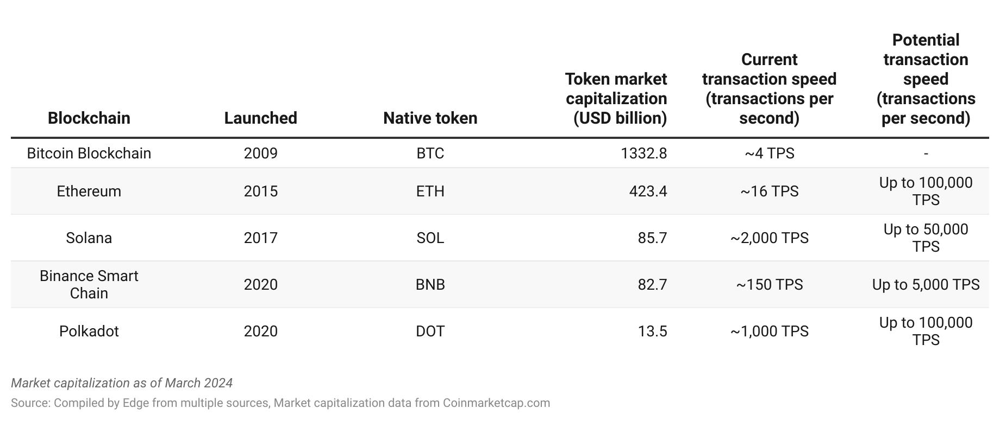 Blockchain
Launched
Native token
Token market
capitalization
(USD billion)
Current
transaction speed
(transactions per
second)
Potential
transaction
speed
(transactions
per second)
Bitcoin Blockchain 2009 BTC 1332.8 ~4 TPS -
Ethereum 2015 ETH 423.4 ~16 TPS Up to 100,000
TPS
Solana 2017 SOL 85.7 ~2,000 TPS Up to 50,000
TPS
Binance Smart
Chain 2020 BNB 82.7 ~150 TPS Up to 5,000 TPS
Polkadot 2020 DOT 13.5 ~1,000 TPS Up to 100,000
TPS
Market capitalization as of March 2024
Source: Compiled by Edge from multiple sources, Market capitalization data from Coinmarketcap.com